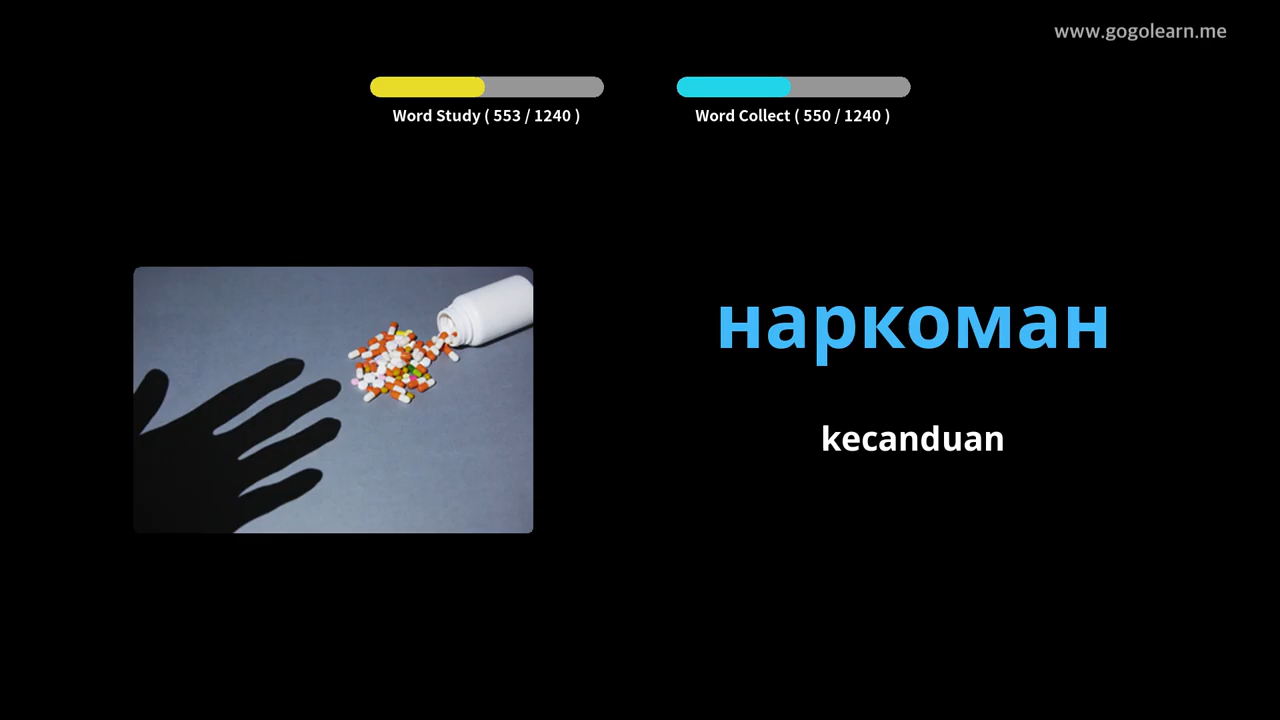 www.gogolearn.me
Word Study ( 553 / 1240 )
Word Collect ( 550 / 1240 )
наркоман
kecanduan